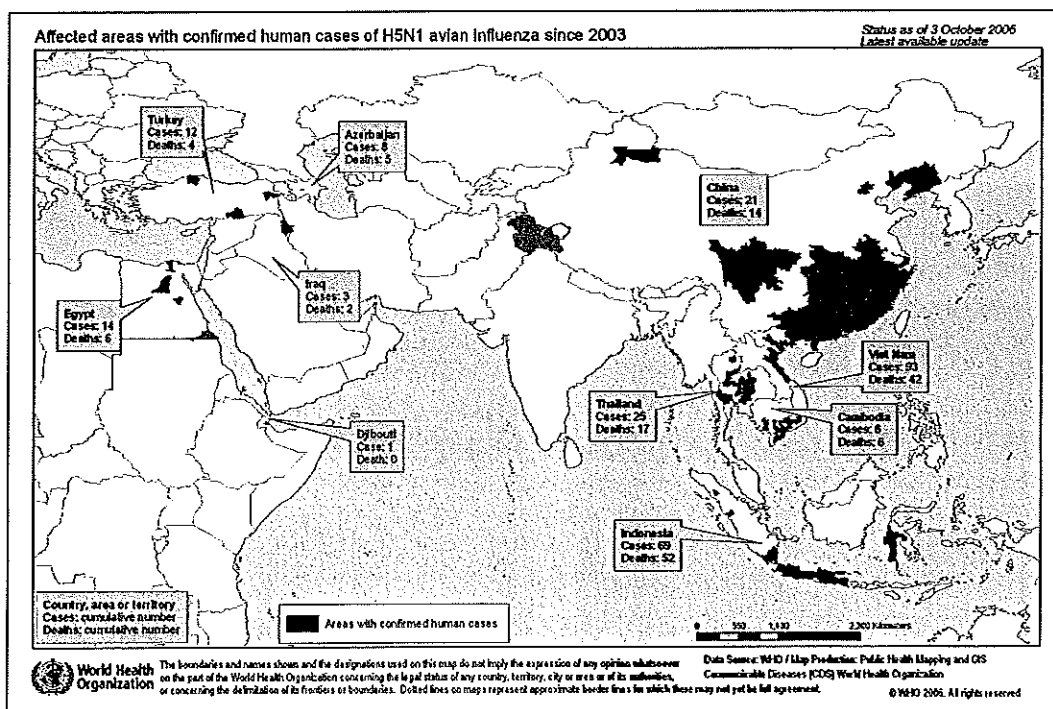 Affected areas with confirmed human cases of H5N1 avian influenza since 2003
Status as of 3 October 2006
Latest available update
Turkey
Cases: 12
Deaths: 4
Azerbaijan
Cases: 8
Deaths: 5
China
Cases: 21
Deaths: 14
Iraq
Cases: 3
Deaths: 2
Egypt
Cases: 14
Deaths: 6
Viet Nam
Cases: 93
Deaths: 42
Thailand
Cases: 25
Deaths: 17
Cambodia
Cases: 6
Deaths: 6
Djibouti
Case: 1
Death: 0
Indonesia
Cases: 69
Deaths: 52
Country, area or territory
Cases: cumulative number
Deaths: cumulative number
Areas with confirmed human cases
0 550 1,100 2,200 Kilometers
World Health
Organization
The boundaries and names shown and the designations used on this map do not imply the expression of any opinion whatsoever
on the part of the World Health Organization concerning the legal status of any country, territory, city or area or of its authorities,
or concerning the delimitation of its frontiers or boundaries. Dotted lines on maps represent approximate border lines for which there may not yet be full agreement.
Data Source: WHO / Map Production: Public Health Mapping and GIS
Communicable Diseases (CDS) World Health Organization
© WHO 2006. All rights reserved